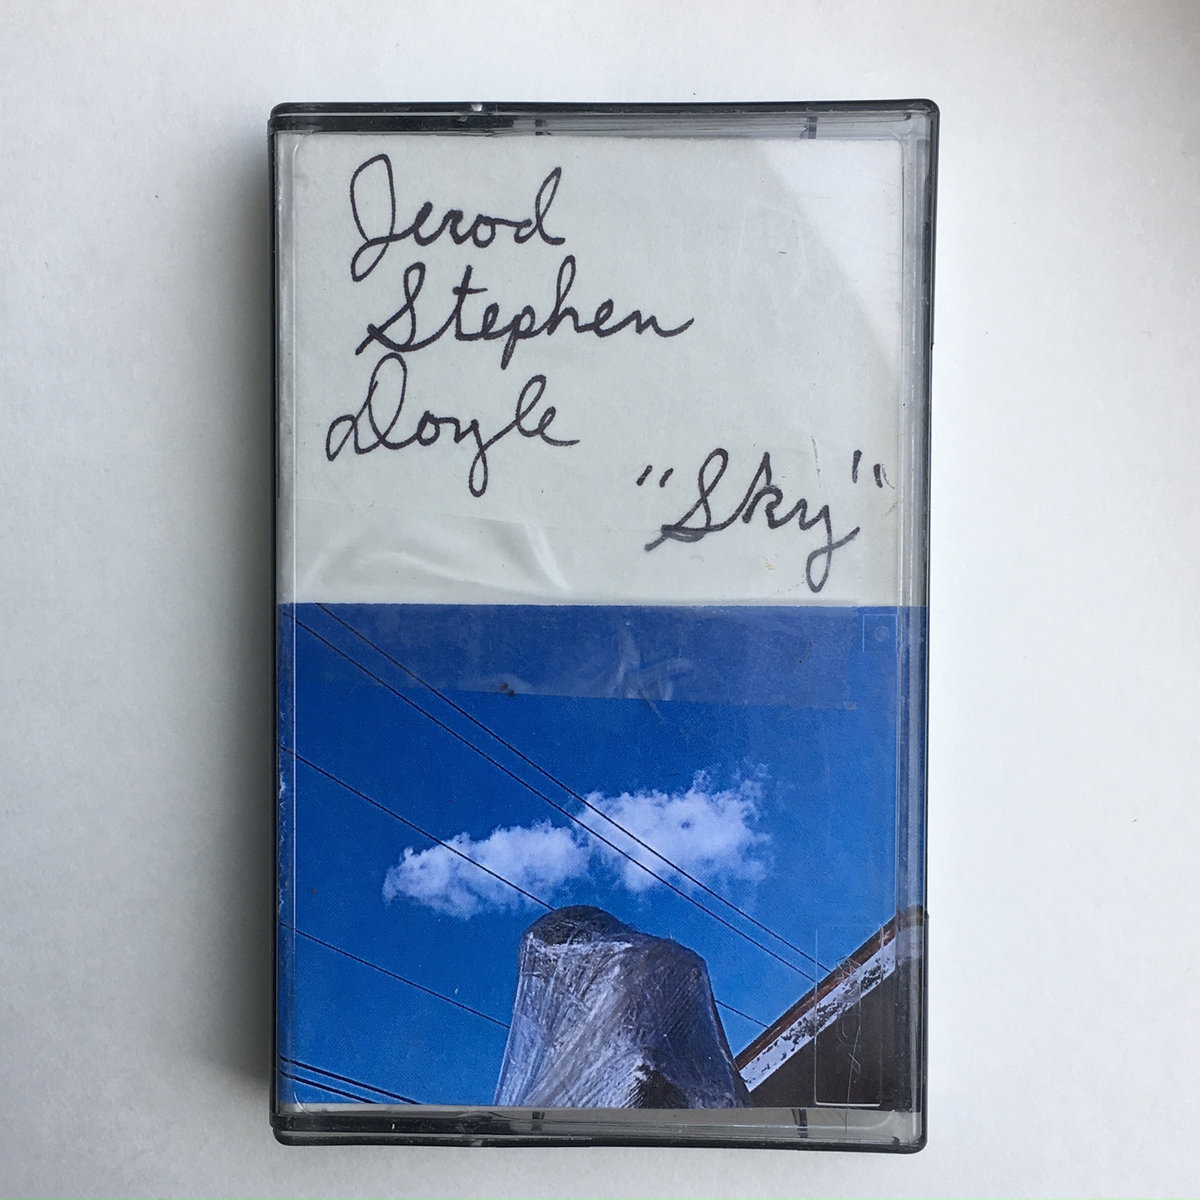 Jerod
Stephen
Doyle
"Sky"